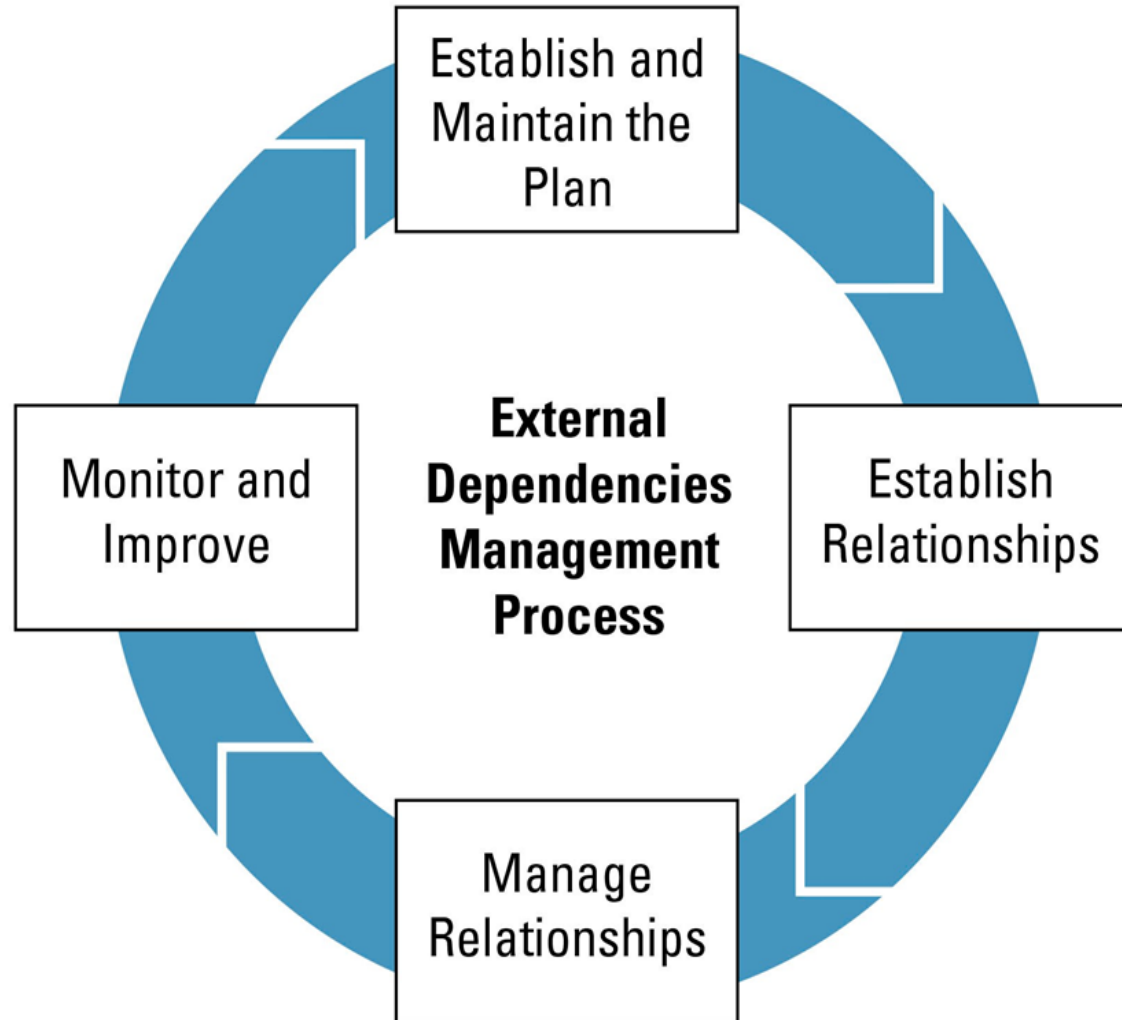 Establish and
Maintain the
Plan
External
Dependencies
Management
Process
Monitor and
Improve
Establish
Relationships
Manage
Relationships